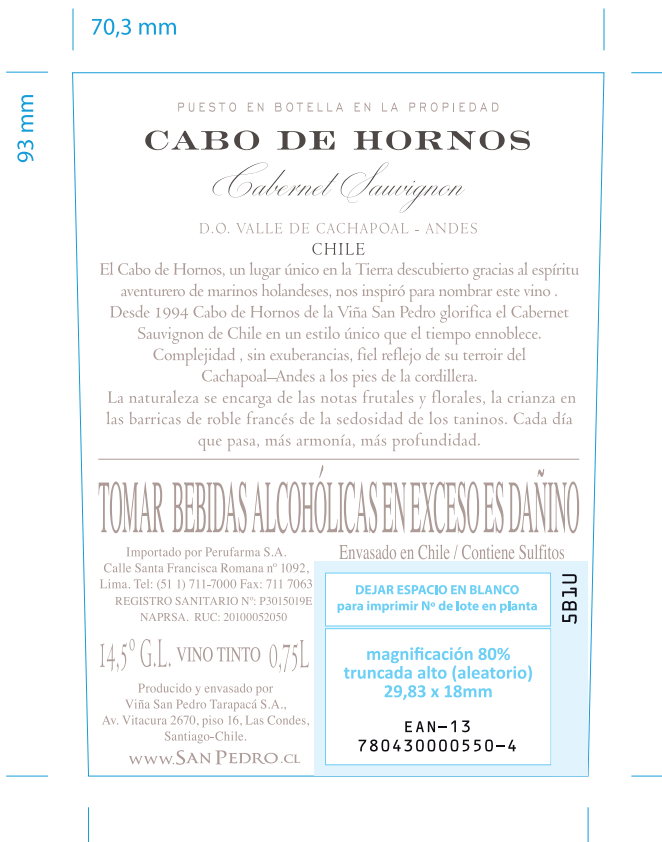 70,3 mm
93 mm
PUESTO EN BOTELLA EN LA PROPIEDAD
CABO DE HORNOS
Cabernet Sauvignon
D.O. VALLE DE CACHAPOAL - ANDES
CHILE
El Cabo de Hornos, un lugar único en la Tierra descubierto gracias al espíritu
aventurero de marinos holandeses, nos inspiró para nombrar este vino .
Desde 1994 Cabo de Hornos de la Viña San Pedro glorifica el Cabernet
Sauvignon de Chile en un estilo único que el tiempo ennoblece.
Complejidad , sin exuberancias, fiel reflejo de su terroir del
Cachapoal–Andes a los pies de la cordillera.
La naturaleza se encarga de las notas frutales y florales, la crianza en
las barricas de roble francés de la sedosidad de los taninos. Cada día
que pasa, más armonía, más profundidad.
TOMAR BEBIDAS ALCOHÓLICAS EN EXCESO ES DAÑINO
Importado por Perufarma S.A.
Calle Santa Francisca Romana nº 1092,
Lima. Tel: (51 1) 711-7000 Fax: 711 7063
REGISTRO SANITARIO Nº: P3015019E
NAPRSA. RUC: 20100052050
14,5° G.L. VINO TINTO 0,75L
Producido y envasado por
Viña San Pedro Tarapacá S.A.,
Av. Vitacura 2670, piso 16, Las Condes,
Santiago-Chile.
WWW.SAN PEDRO.CL
Envasado en Chile / Contiene Sulfitos
DEJAR ESPACIO EN BLANCO
para imprimir Nº de lote en planta
5B1U
magnificación 80%
truncada alto (aleatorio)
29,83 x 18mm
EAN-13
780430000550-4